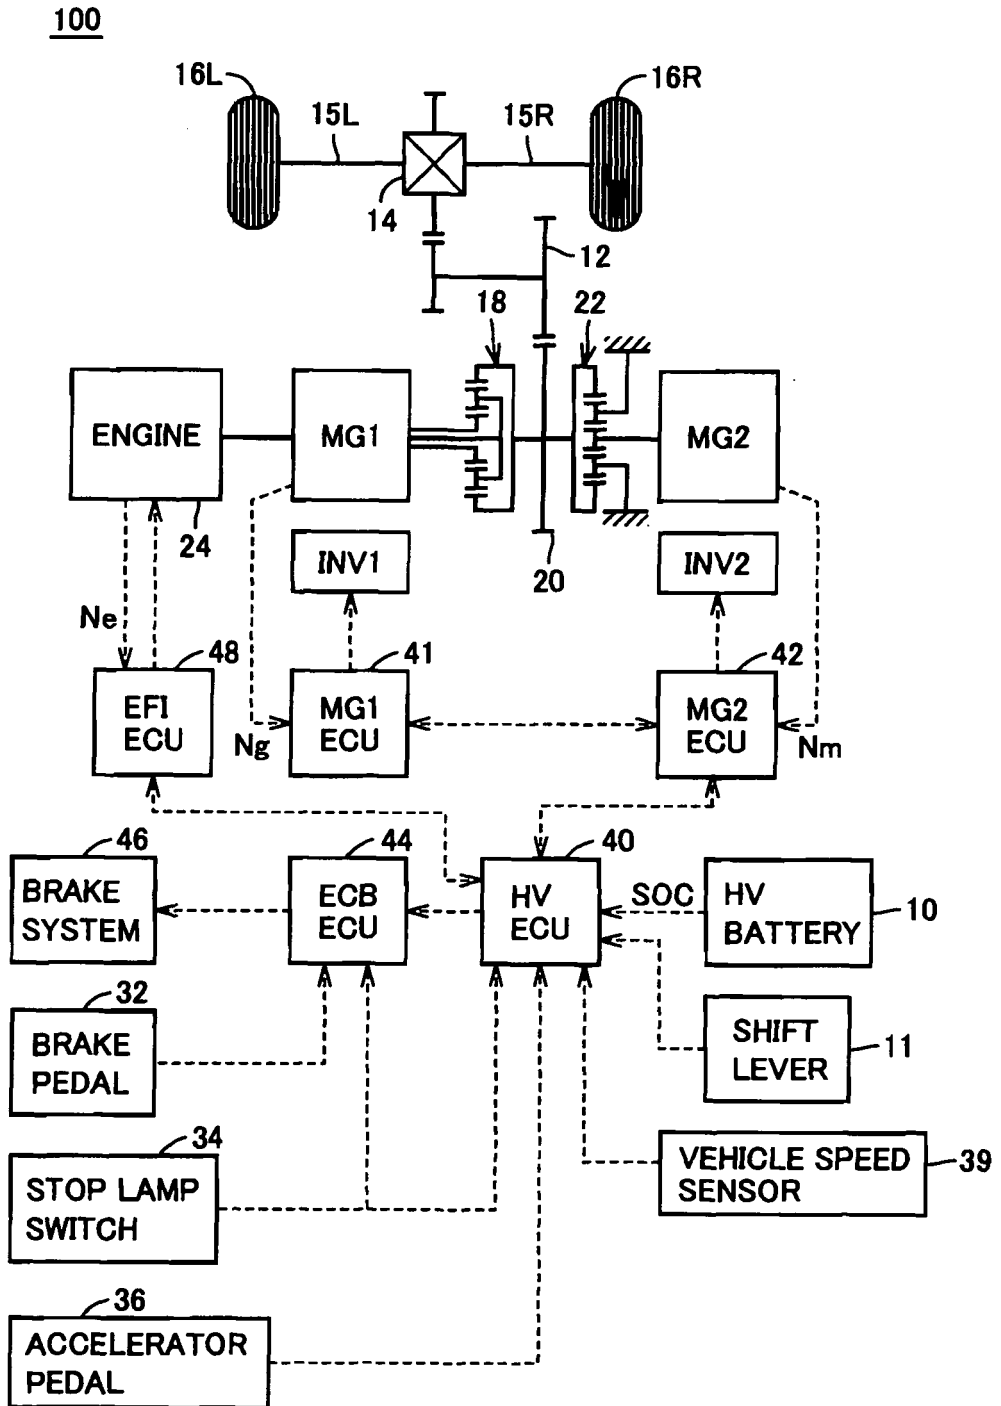 100
16L
16R
15L
15R
14
12
18
22
ENGINE
MG1
MG2
24
20
INV1
INV2
Ne
48
41
42
EFI
ECU
MG1
ECU
MG2
ECU
Ng
Nm
46
44
40
BRAKE
SYSTEM
ECB
ECU
HV
ECU
SOC
HV
BATTERY
10
32
BRAKE
PEDAL
SHIFT
LEVER
11
34
STOP LAMP
SWITCH
VEHICLE SPEED
SENSOR
39
36
ACCELERATOR
PEDAL